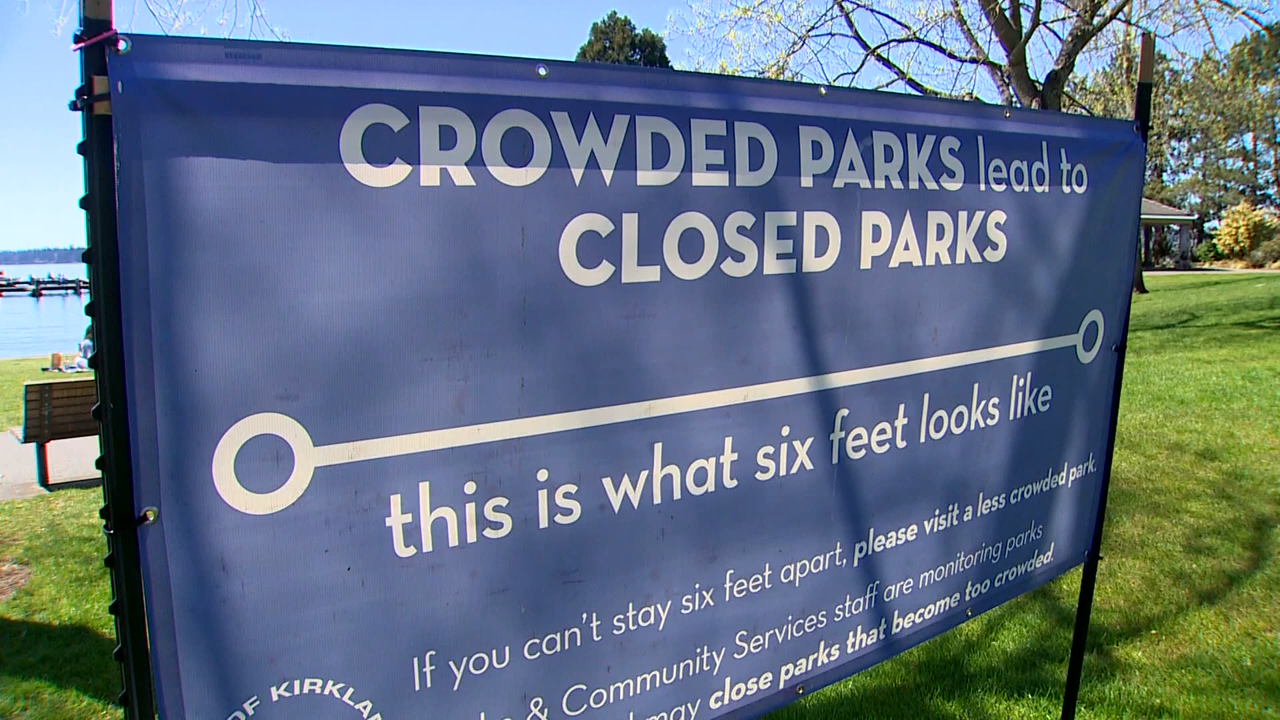 CROWDED PARKS lead to
CLOSED PARKS
this is what six feet looks like
If you can't stay six feet apart, please visit a less crowded park.
& Community Services staff are monitoring parks
may close parks that become too crowded.
OF KIRKLA